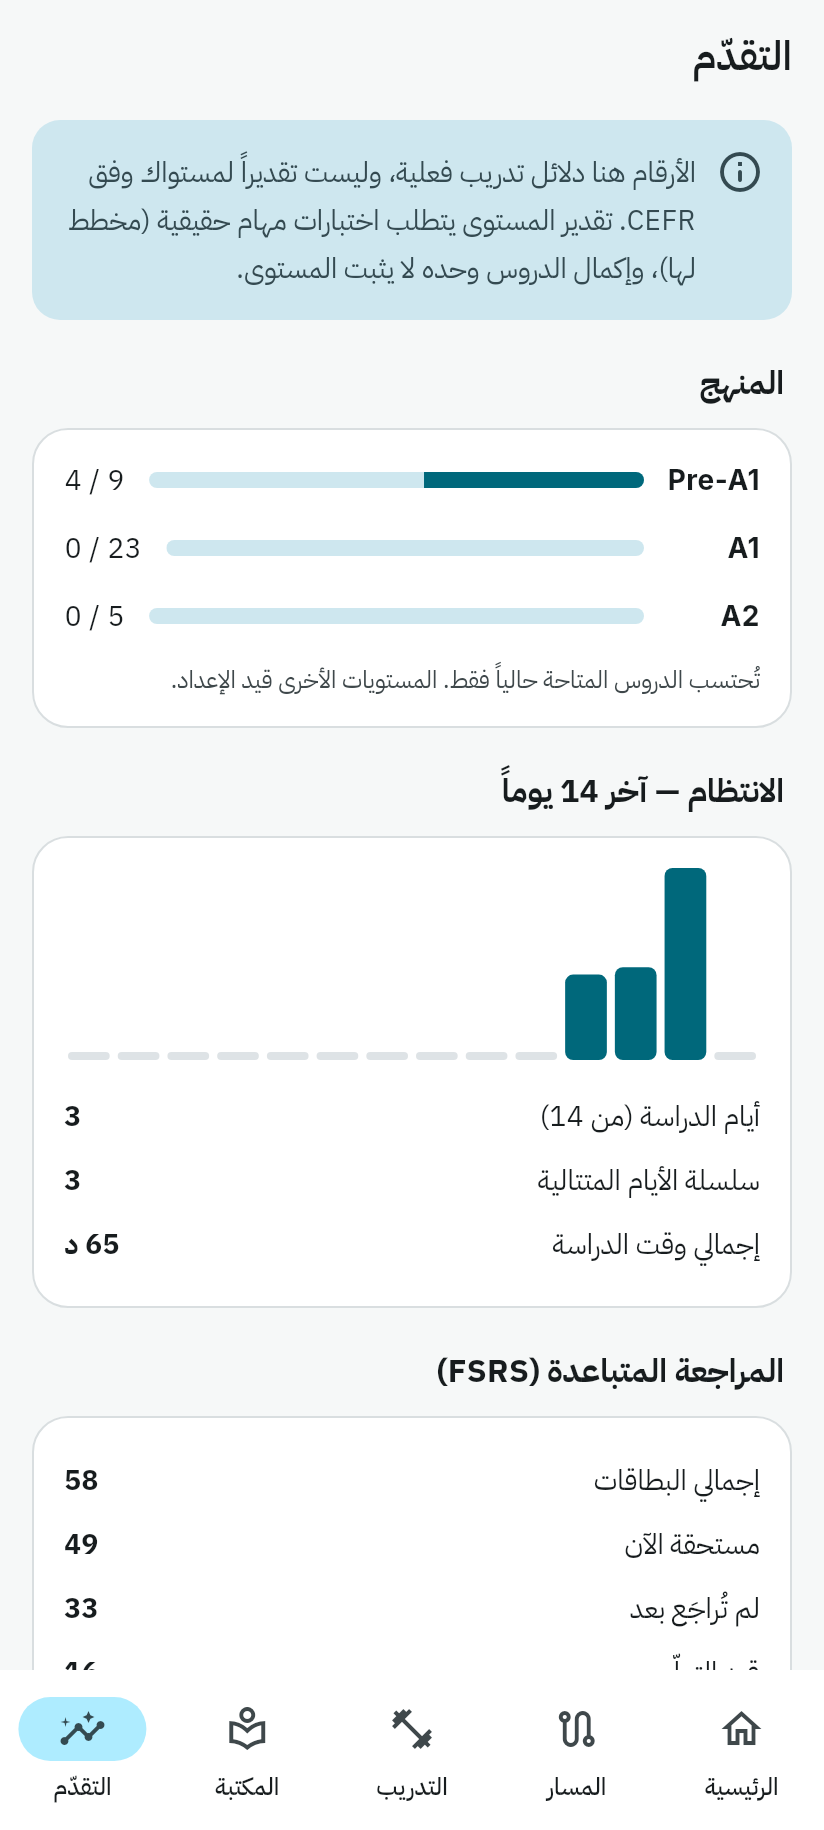 التقدّم
الأرقام هنا دلائل تدريب فعلية، وليست تقديراً لمستواك وفق
CEFR. تقدير المستوى يتطلب اختبارات مهام حقيقية (مخطط
لها)، وإكمال الدروس وحده لا يثبت المستوى.
المنهج
Pre-A1 4 / 9
A1 0 / 23
A2 0 / 5
تُحتسب الدروس المتاحة حالياً فقط. المستويات الأخرى قيد الإعداد.
الانتظام — آخر 14 يوماً
أيام الدراسة (من 14) 3
سلسلة الأيام المتتالية 3
إجمالي وقت الدراسة 65 د
المراجعة المتباعدة (FSRS)
إجمالي البطاقات 58
مستحقة الآن 49
لم تُراجَع بعد 33
الرئيسية
المسار
التدريب
المكتبة
التقدّم